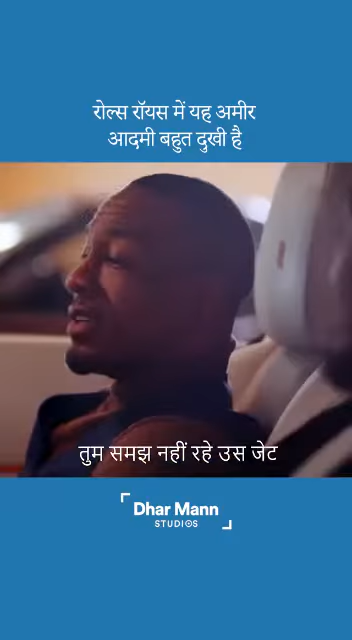 रोल्स रॉयस में यह अमीर
आदमी बहुत दुखी है
तुम समझ नहीं रहे उस जेट
Dhar Mann
STUDIOS